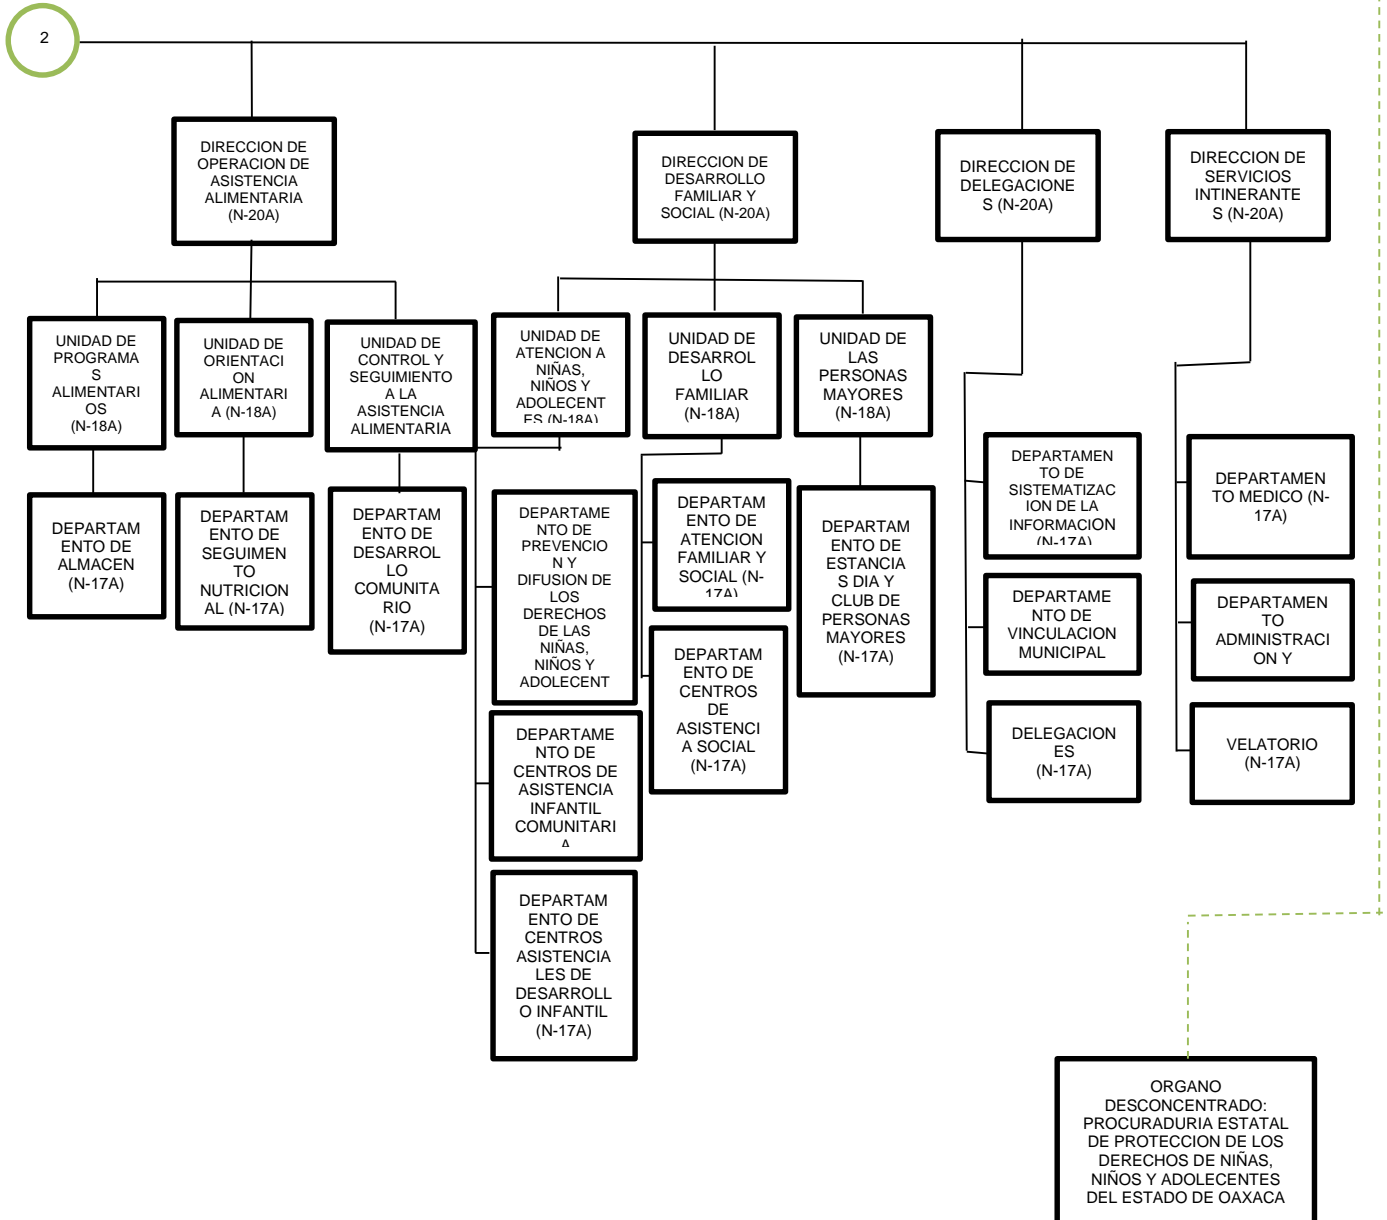 2
DIRECCION DE
OPERACION DE
ASISTENCIA
ALIMENTARIA
(N-20A)
DIRECCION DE
DESARROLLO
FAMILIAR Y
SOCIAL (N-20A)
DIRECCION DE
DELEGACIONE
S (N-20A)
DIRECCION DE
SERVICIOS
INTINERANTE
S (N-20A)
UNIDAD DE
PROGRAMA
S
ALIMENTARI
OS
(N-18A)
UNIDAD DE
ORIENTACI
ON
ALIMENTARI
A (N-18A)
UNIDAD DE
CONTROL Y
SEGUIMIENTO
A LA
ASISTENCIA
ALIMENTARIA
UNIDAD DE
ATENCION A
NIÑAS,
NIÑOS Y
ADOLECENT
ES (N-18A)
UNIDAD DE
DESARROL
LO
FAMILIAR
(N-18A)
UNIDAD DE
LAS
PERSONAS
MAYORES
(N-18A)
DEPARTAM
ENTO DE
ALMACEN
(N-17A)
DEPARTAM
ENTO DE
SEGUIMEN
TO
NUTRICION
AL (N-17A)
DEPARTAM
ENTO DE
DESARROL
LO
COMUNITA
RIO
(N-17A)
DEPARTAME
NTO DE
PREVENCIO
N Y
DIFUSION DE
LOS
DERECHOS
DE LAS
NIÑAS,
NIÑOS Y
ADOLECENT
DEPARTAME
NTO DE
CENTROS DE
ASISTENCIA
INFANTIL
COMUNITARI
A
DEPARTAM
ENTO DE
CENTROS
ASISTENCIA
LES DE
DESARROLL
O INFANTIL
(N-17A)
DEPARTAM
ENTO DE
ATENCION
FAMILIAR Y
SOCIAL (N-
17A)
DEPARTAM
ENTO DE
CENTROS
DE
ASISTENCI
A SOCIAL
(N-17A)
DEPARTAM
ENTO DE
ESTANCIA
S DIA Y
CLUB DE
PERSONAS
MAYORES
(N-17A)
DEPARTAMEN
TO DE
SISTEMATIZAC
ION DE LA
INFORMACION
(N-17A)
DEPARTAME
NTO DE
VINCULACION
MUNICIPAL
DELEGACION
ES
(N-17A)
DEPARTAMEN
TO MEDICO (N-
17A)
DEPARTAMEN
TO
ADMINISTRACI
ON Y
VELATORIO
(N-17A)
ORGANO
DESCONCENTRADO:
PROCURADURIA ESTATAL
DE PROTECCION DE LOS
DERECHOS DE NIÑAS,
NIÑOS Y ADOLECENTES
DEL ESTADO DE OAXACA